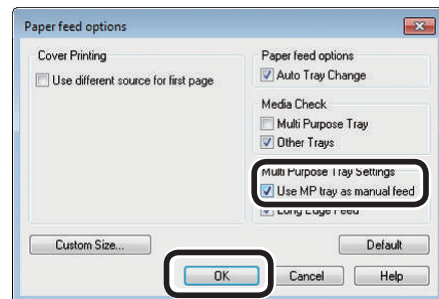 Paper feed options
Cover Printing
Use different source for first page
Paper feed options
Auto Tray Change
Media Check
Multi Purpose Tray
Other Trays
Multi Purpose Tray Settings
Use MP tray as manual feed
Long Edge Feed
Custom Size...
Default
OK
Cancel
Help